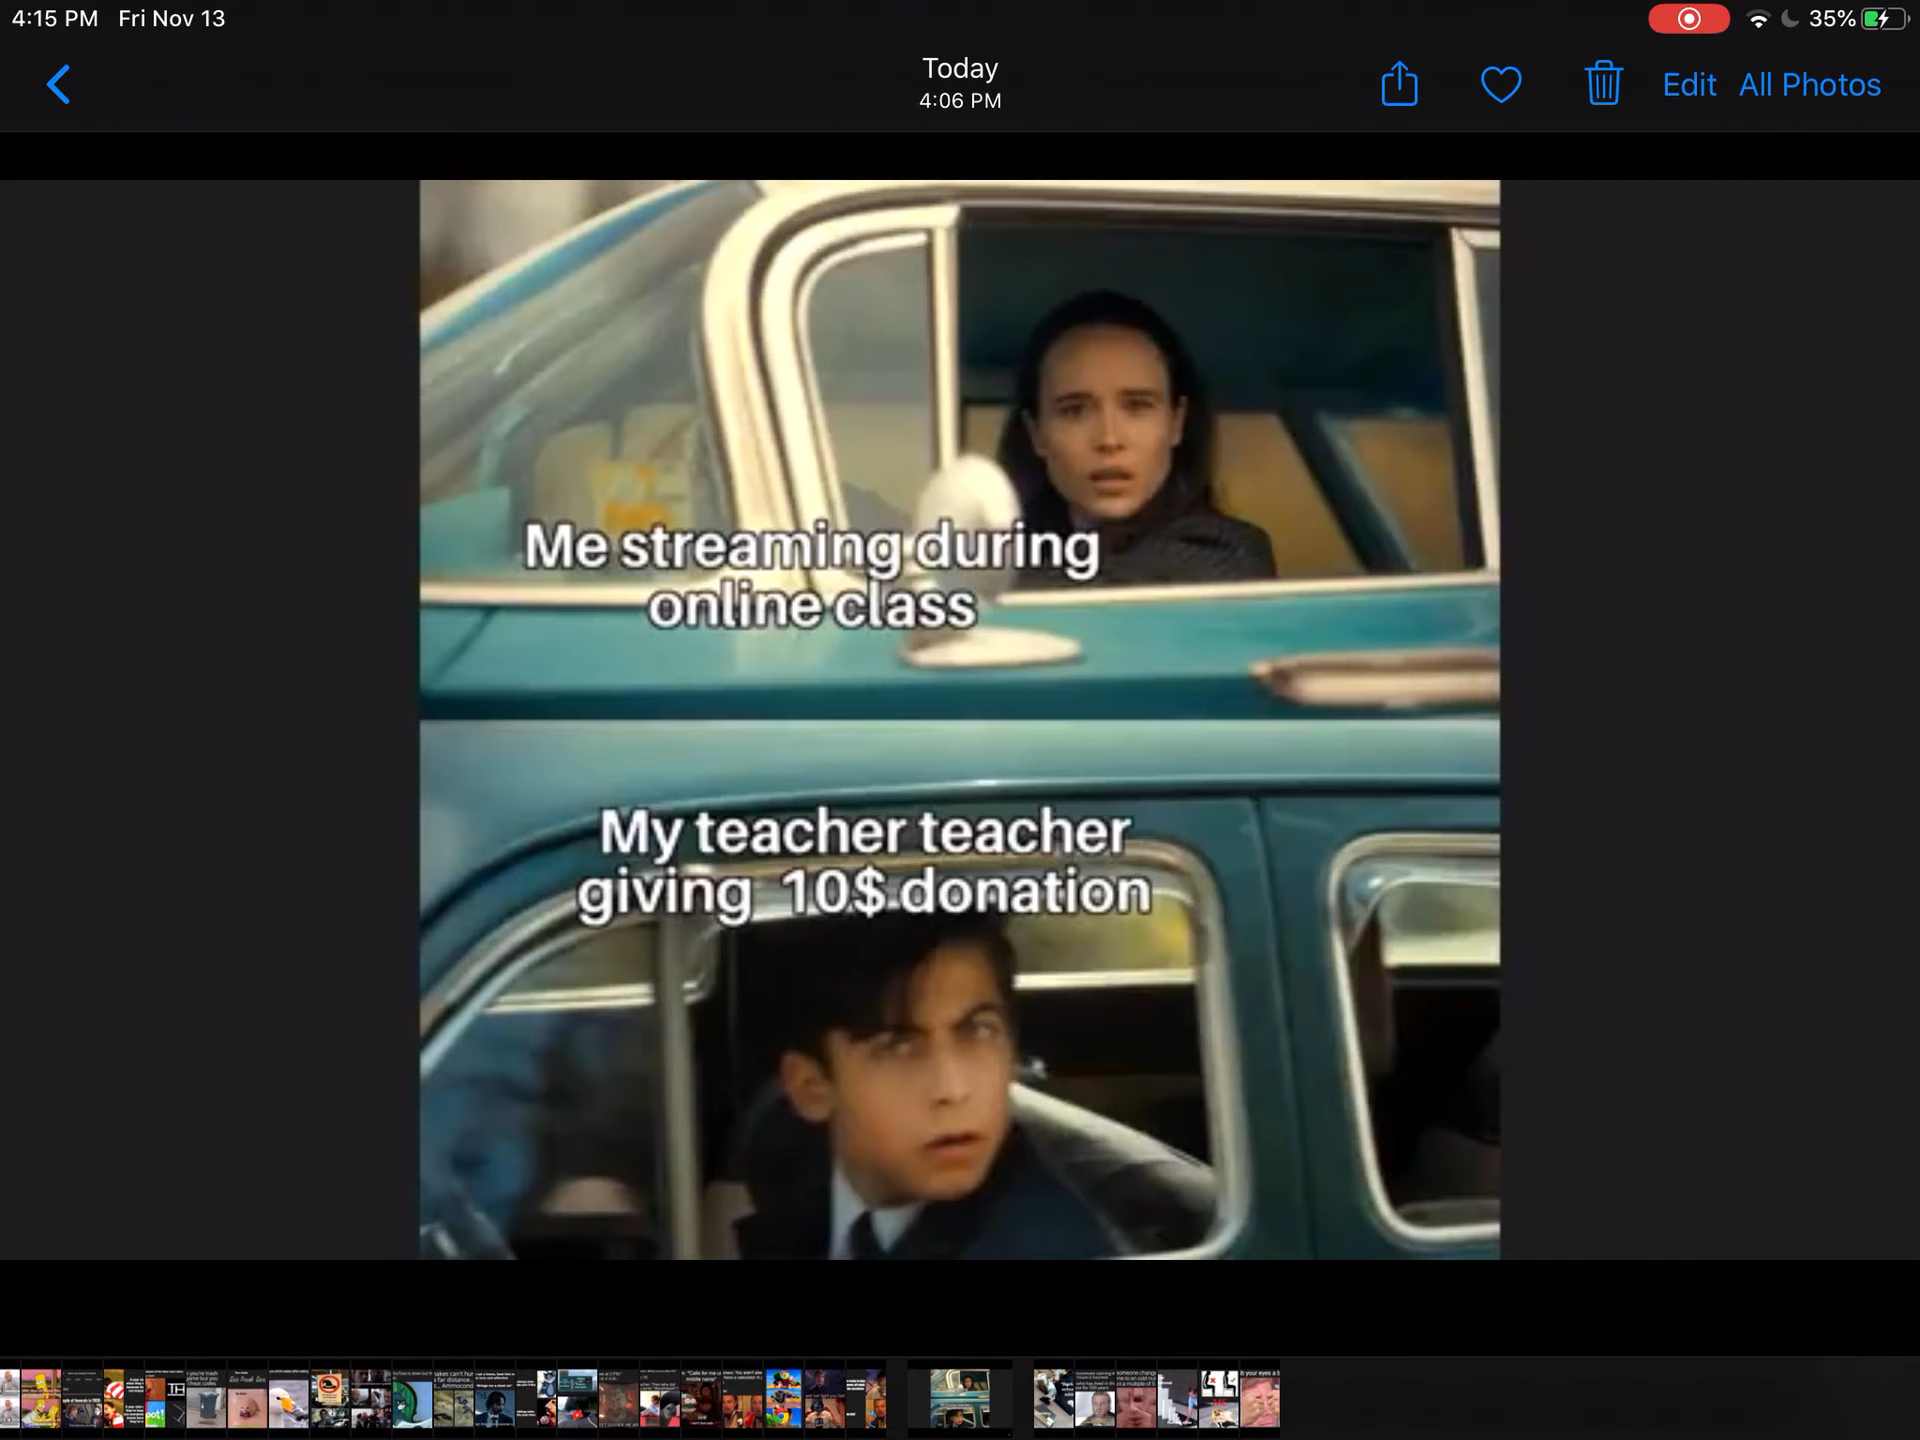 4:15 PM Fri Nov 13
35%
Today
4:06 PM
Edit All Photos
Me streaming during
online class
My teacher teacher
giving 10$ donation